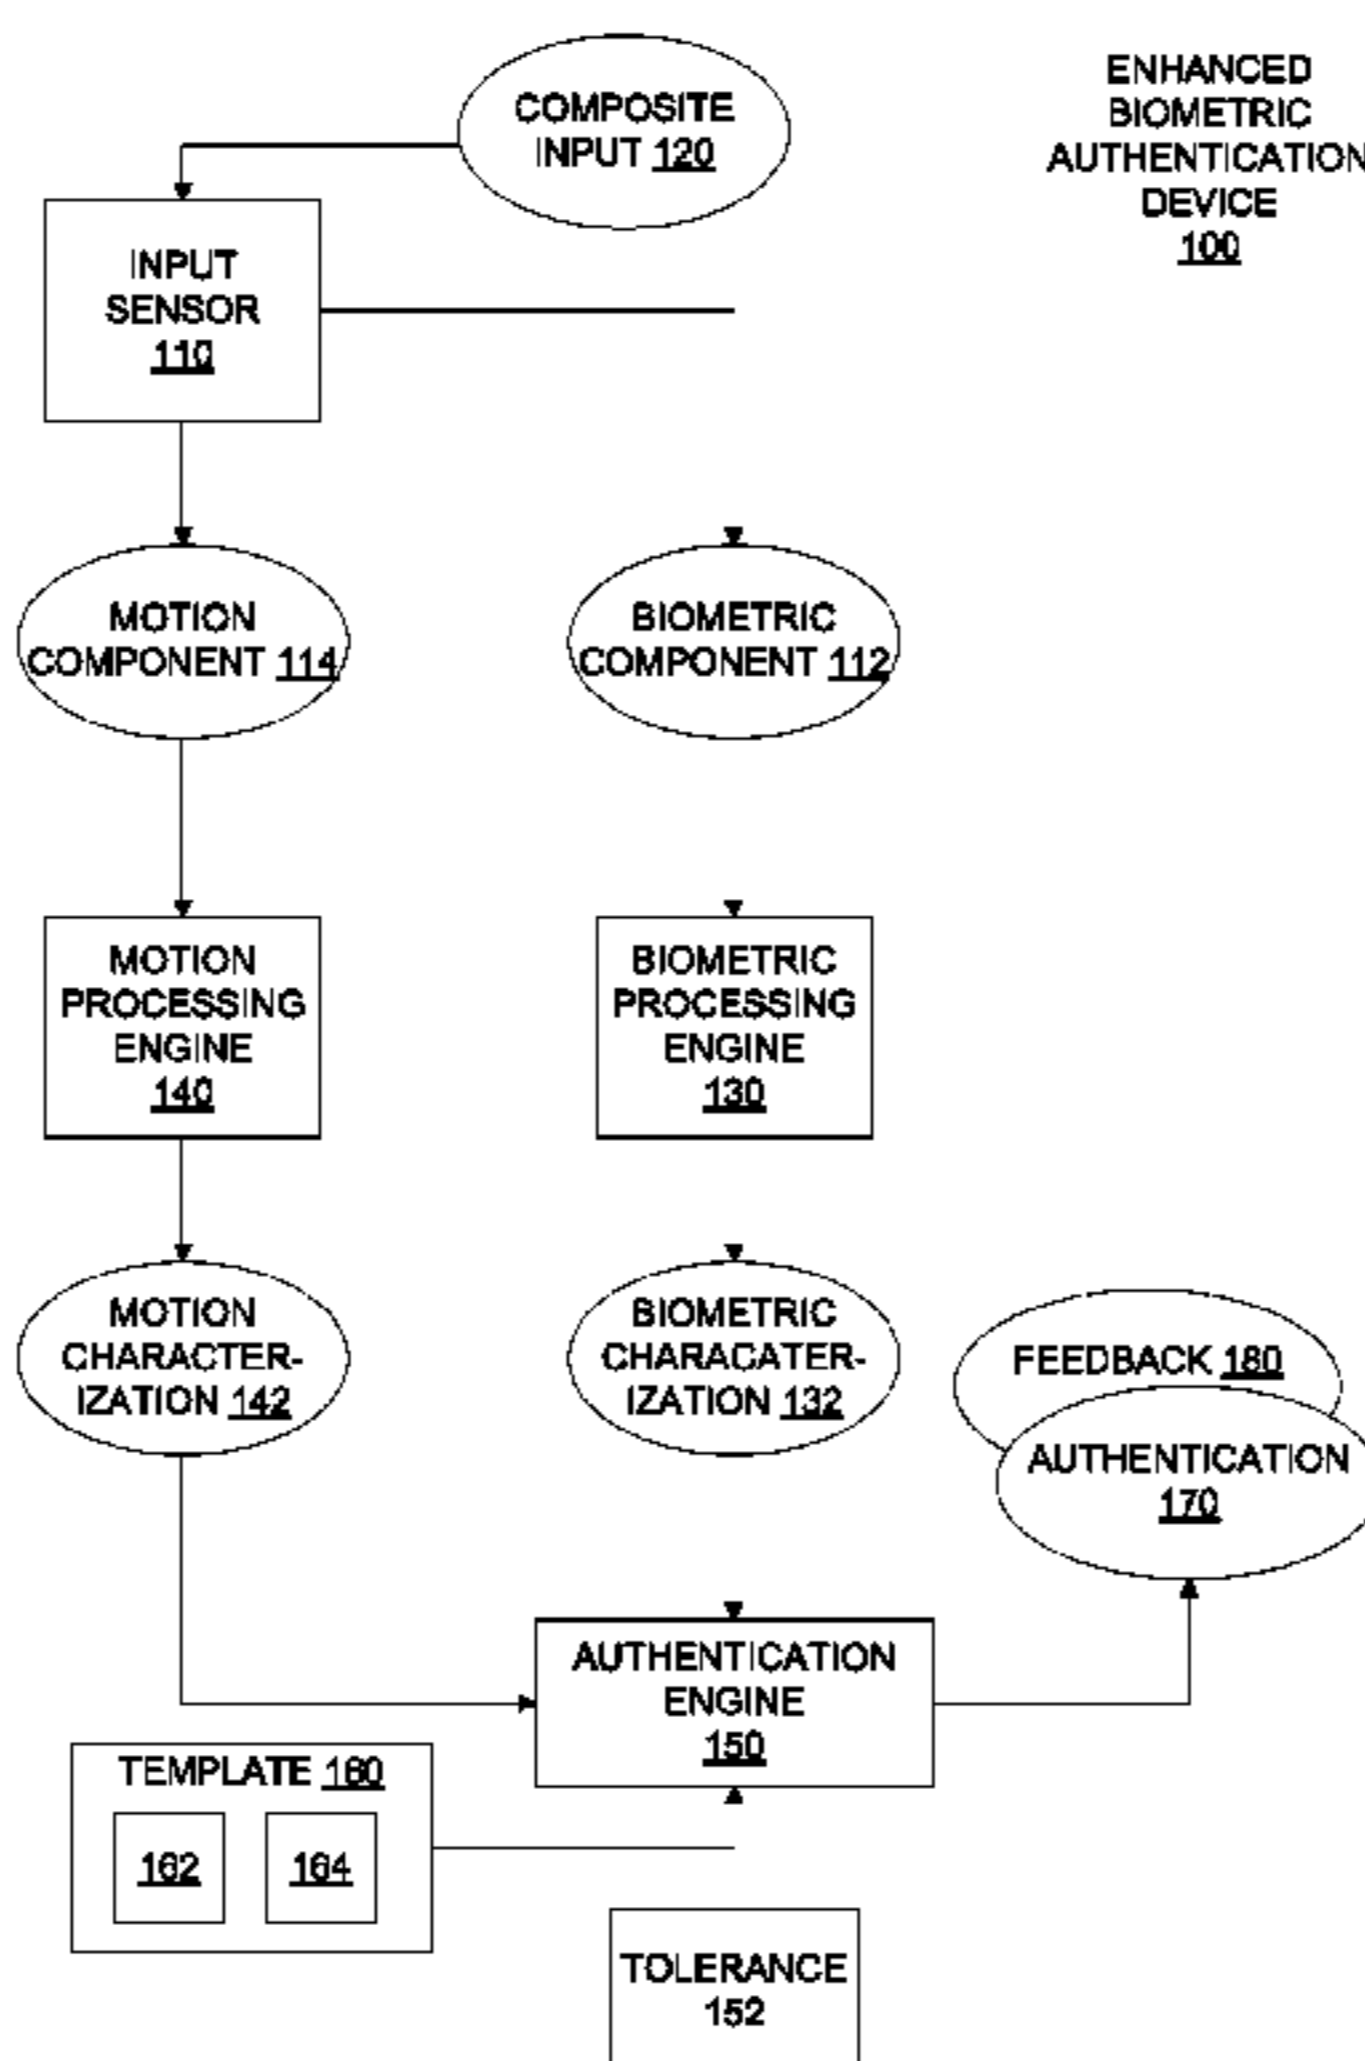 COMPOSITE
INPUT 120
ENHANCED
BIOMETRIC
AUTHENTICATION
DEVICE
100
INPUT
SENSOR
110
MOTION
COMPONENT 114
BIOMETRIC
COMPONENT 112
MOTION
PROCESSING
ENGINE
140
BIOMETRIC
PROCESSING
ENGINE
130
MOTION
CHARACTER-
IZATION 142
BIOMETRIC
CHARACATER-
IZATION 132
FEEDBACK 180
AUTHENTICATION
170
AUTHENTICATION
ENGINE
150
TEMPLATE 160
162
164
TOLERANCE
152